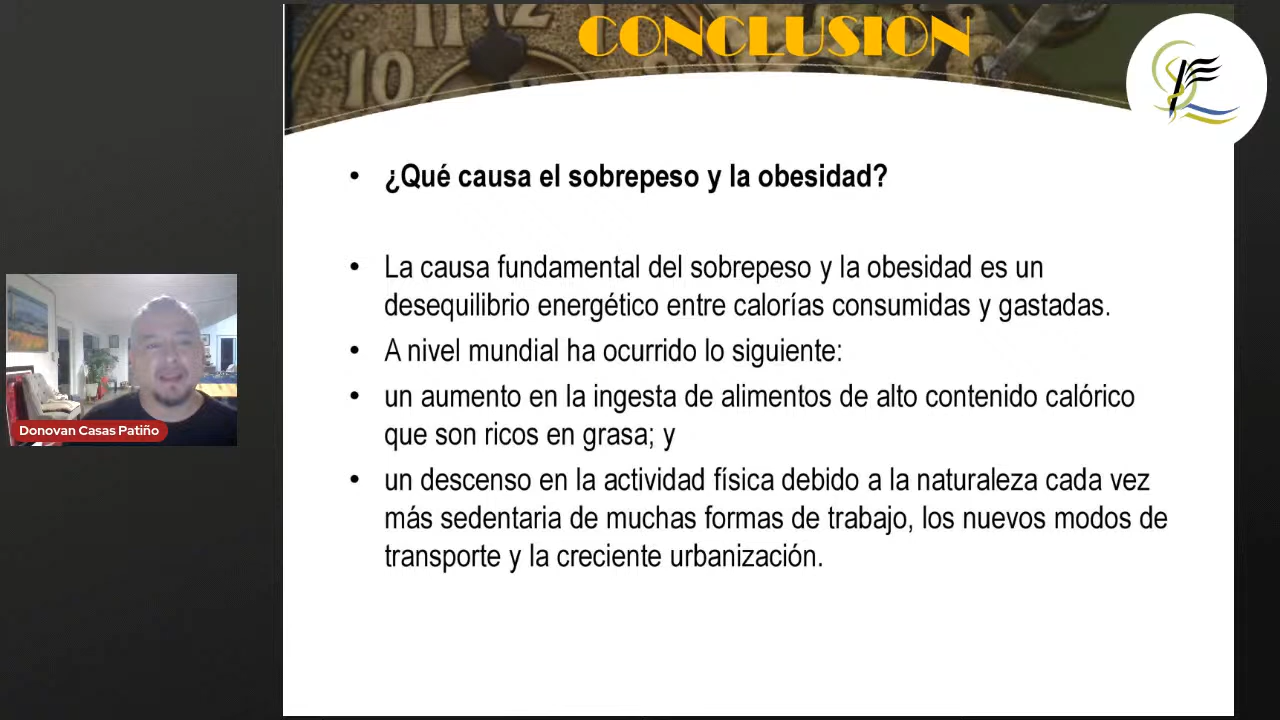 CONCLUSION
11
12
10
• ¿Qué causa el sobrepeso y la obesidad?
• La causa fundamental del sobrepeso y la obesidad es un
desequilibrio energético entre calorías consumidas y gastadas.
• A nivel mundial ha ocurrido lo siguiente:
• un aumento en la ingesta de alimentos de alto contenido calórico
que son ricos en grasa; y
• un descenso en la actividad física debido a la naturaleza cada vez
más sedentaria de muchas formas de trabajo, los nuevos modos de
transporte y la creciente urbanización.
Donovan Casas Patiño